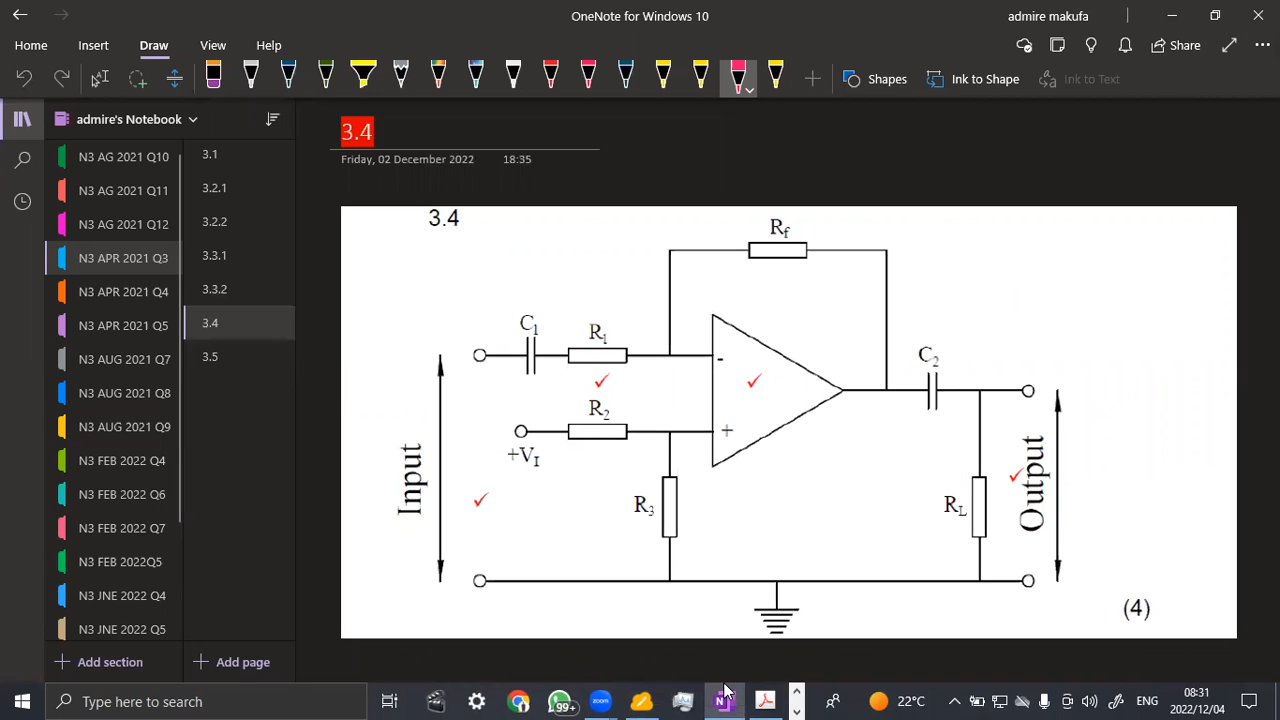 OneNote for Windows 10
admire makufa
Home Insert Draw View Help
Share
Shapes
Ink to Shape
Ink to Text
admire's Notebook
N3 AG 2021 Q10
N3 AG 2021 Q11
N3 AG 2021 Q12
N3 APR 2021 Q3
N3 APR 2021 Q4
N3 APR 2021 Q5
N3 AUG 2021 Q7
N3 AUG 2021 Q8
N3 AUG 2021 Q9
N3 FEB 2022 Q4
N3 FEB 2022 Q6
N3 FEB 2022 Q7
N3 FEB 2022Q5
N3 JNE 2022 Q4
N3 JNE 2022 Q5
Add section
3.1
3.2.1
3.2.2
3.3.1
3.3.2
3.4
3.5
Add page
3.4
Friday, 02 December 2022 18:35
3.4
Rf
C1
R1
-
C2
R2
+
+VI
Input
R3
RL
Output
(4)
Type here to search
99+
22°C
ENG
08:31
2022/12/04